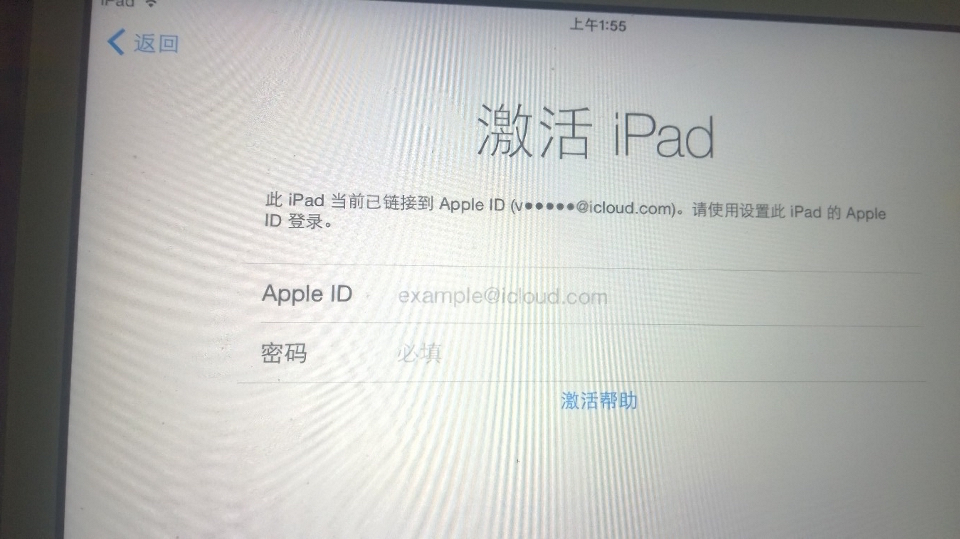 iPad
上午1:55
返回
激活 iPad
此 iPad 当前已链接到 Apple ID (v●●●●●@icloud.com)。请使用设置此 iPad 的 Apple
ID 登录。
Apple ID example@icloud.com
密码 必填
激活帮助